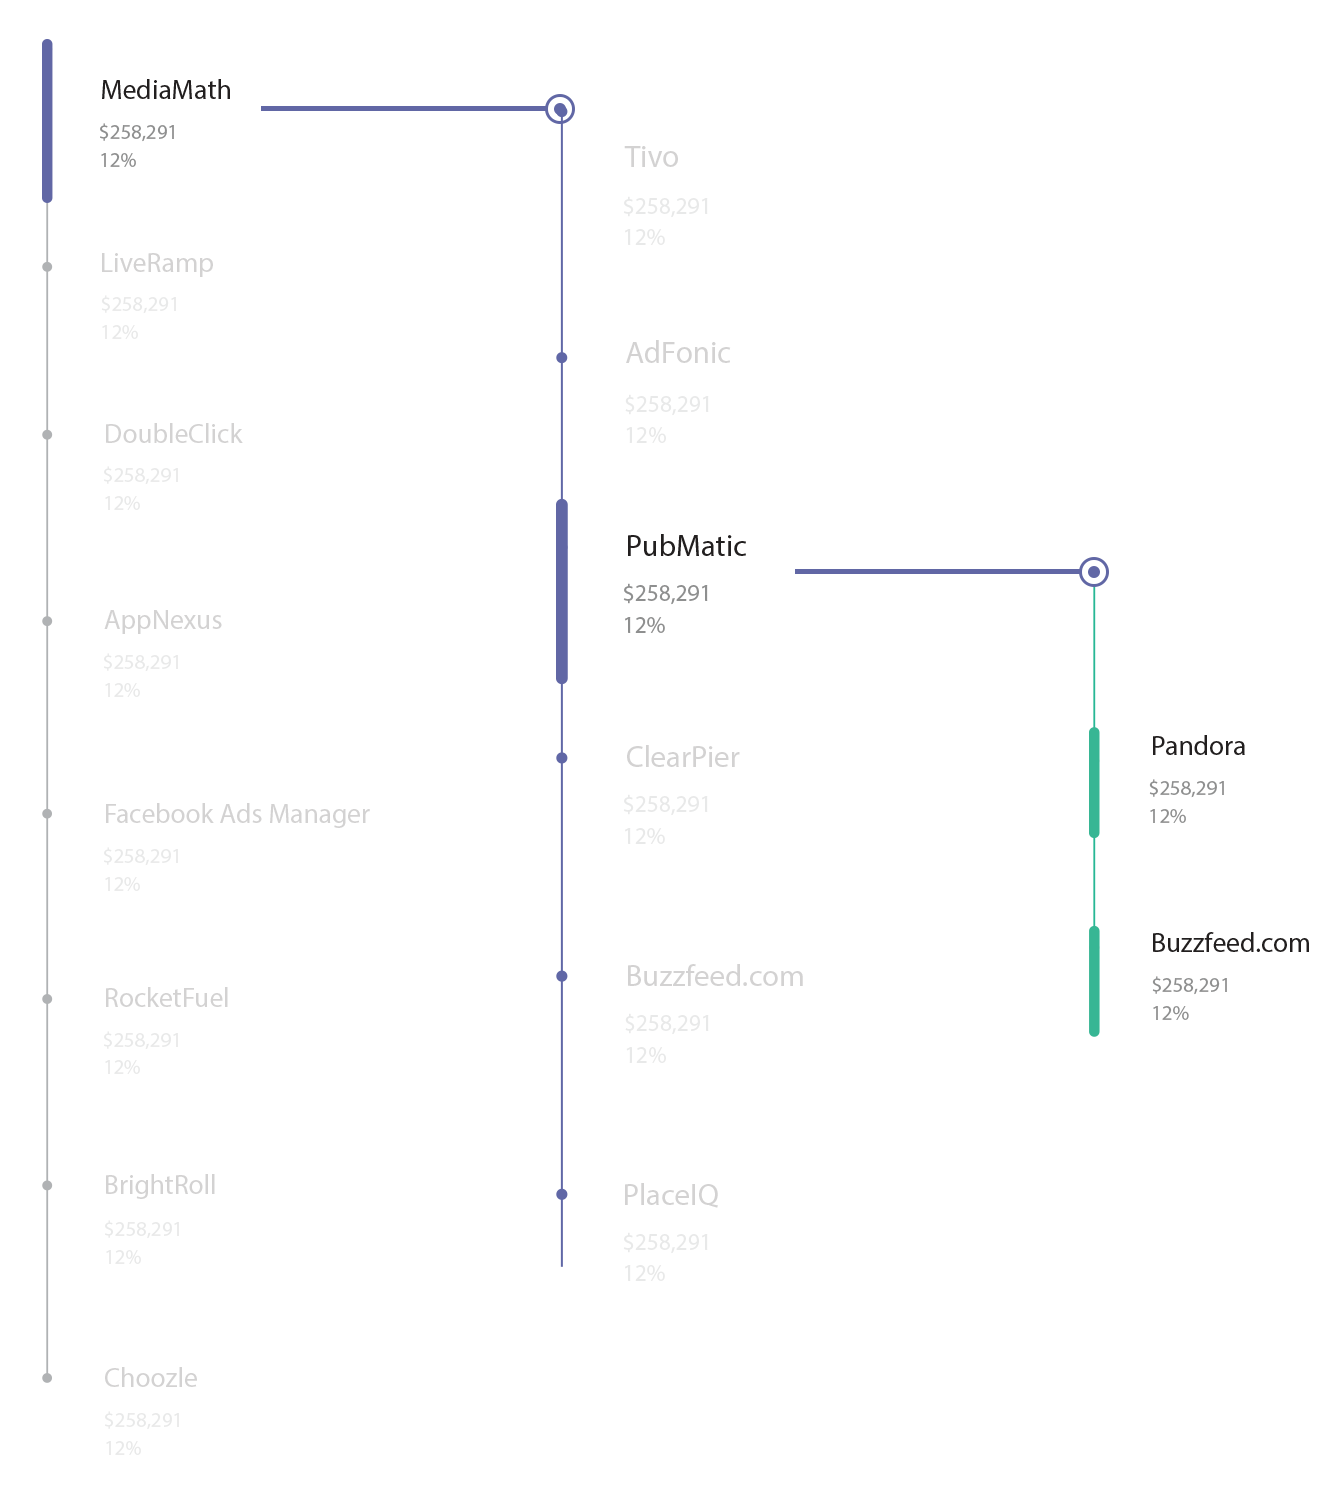 MediaMath
$258,291
12%
LiveRamp
$258,291
12%
DoubleClick
$258,291
12%
AppNexus
$258,291
12%
Facebook Ads Manager
$258,291
12%
RocketFuel
$258,291
12%
BrightRoll
$258,291
12%
Choozle
$258,291
12%
Tivo
$258,291
12%
AdFonic
$258,291
12%
PubMatic
$258,291
12%
ClearPier
$258,291
12%
Buzzfeed.com
$258,291
12%
PlaceIQ
$258,291
12%
Pandora
$258,291
12%
Buzzfeed.com
$258,291
12%